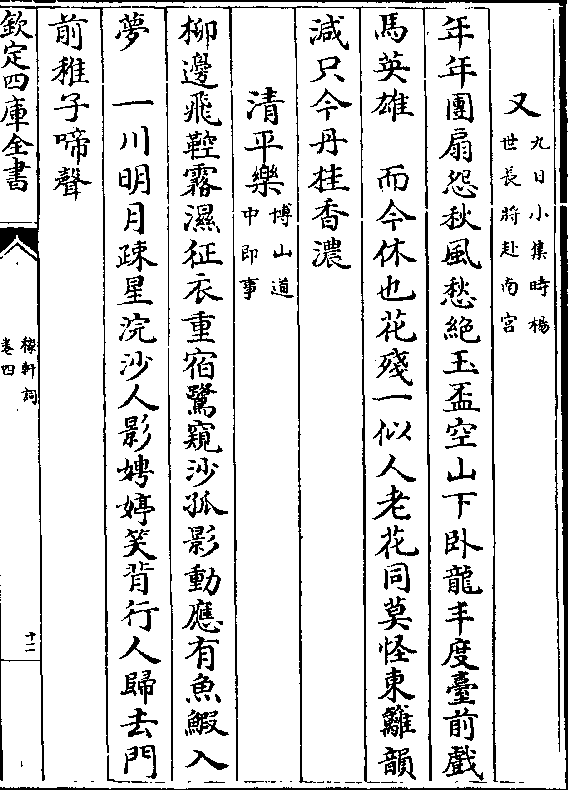 又九日小集時楊
世長將赴南宮
年年團扇怨秋風愁絶玉盃空山下卧龍丰度臺前戲
馬英雄　而今休也花殘一似人老花同莫怪東籬韻
減只今丹桂香濃
清平樂博山道
中即事
柳邊飛鞚露濕征衣重宿鷺窺沙孤影動應有魚鰕入
夢　一川明月疎星浣沙人影娉婷笑背行人歸去門
前稚子啼聲
欽定四庫全書
稼軒詞
卷四
十二